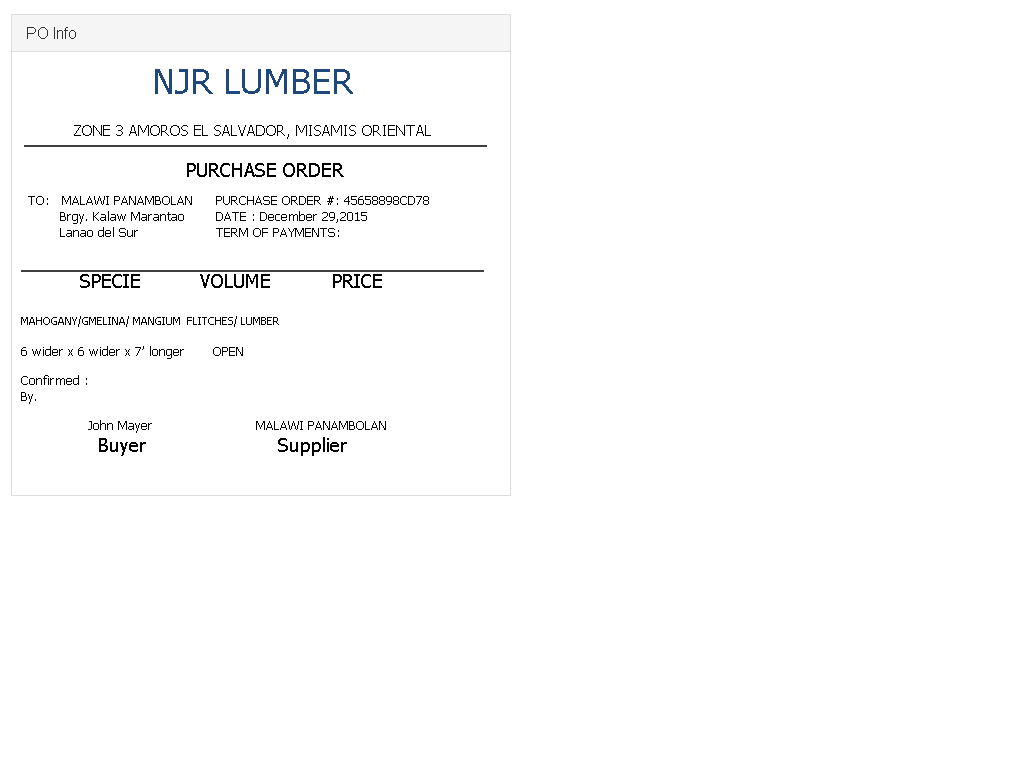 PO Info
NJR LUMBER
ZONE 3 AMOROS EL SALVADOR, MISAMIS ORIENTAL
PURCHASE ORDER
TO: MALAWI PANAMBOLAN PURCHASE ORDER #: 45658898CD78
Brgy. Kalaw Marantao DATE : December 29,2015
Lanao del Sur TERM OF PAYMENTS:
SPECIE VOLUME PRICE
MAHOGANY/GMELINA/ MANGIUM FLITCHES/ LUMBER
6 wider x 6 wider x 7’ longer OPEN
Confirmed :
By.
John Mayer MALAWI PANAMBOLAN
Buyer Supplier